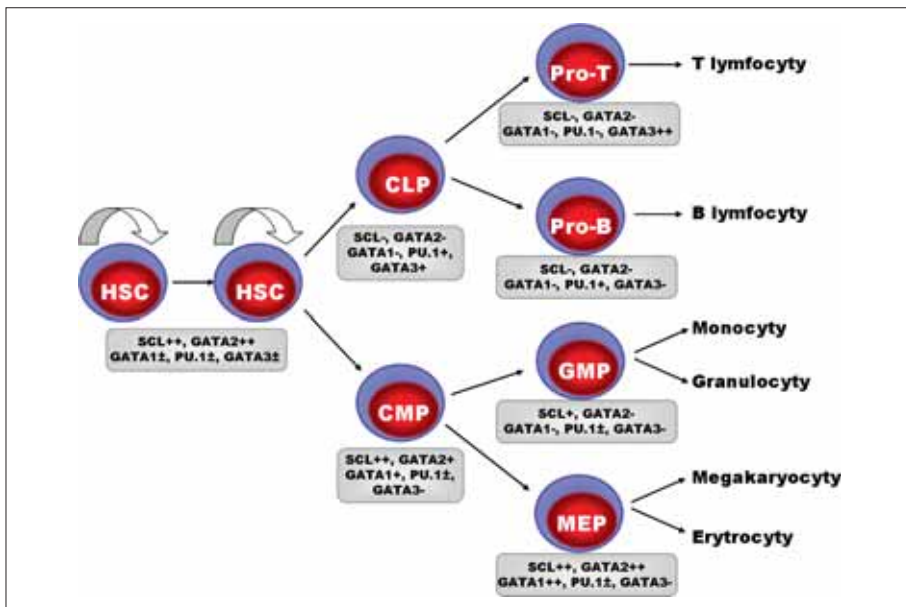 Pro-T
T lymfocyty
SCL-, GATA2-
GATA1-, PU.1-, GATA3++
CLP
SCL-, GATA2-
GATA1-, PU.1+,
GATA3+
Pro-B
B lymfocyty
SCL-, GATA2-
GATA1-, PU.1+, GATA3-
HSC
HSC
SCL++, GATA2++
GATA1±, PU.1±, GATA3±
CMP
SCL++, GATA2+
GATA1+, PU.1±,
GATA3-
GMP
Monocyty
Granulocyty
SCL+, GATA2-
GATA1-, PU.1±, GATA3-
MEP
Megakaryocyty
Erytrocyty
SCL++, GATA2++
GATA1++, PU.1±, GATA3-